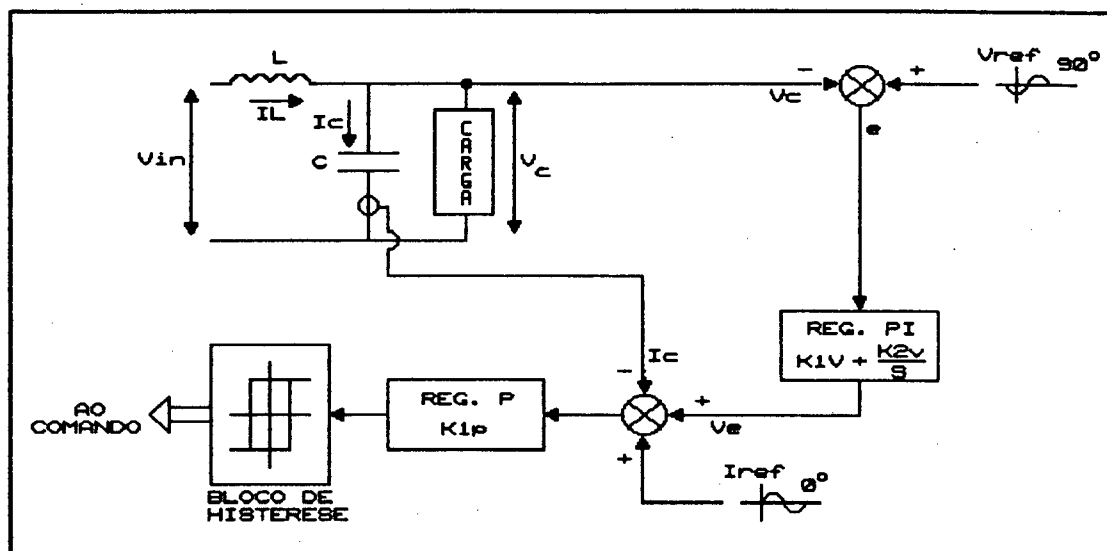 L
Vref 90°
IL
Ic
Vin
C
CARGA
Vc
-
Vc
+
e
REG. PI
K1V + K2v/S
Ic
-
REG. P
K1p
+
Ve
+
AO
COMANDO
Iref 0°
BLOCO DE
HISTERESE